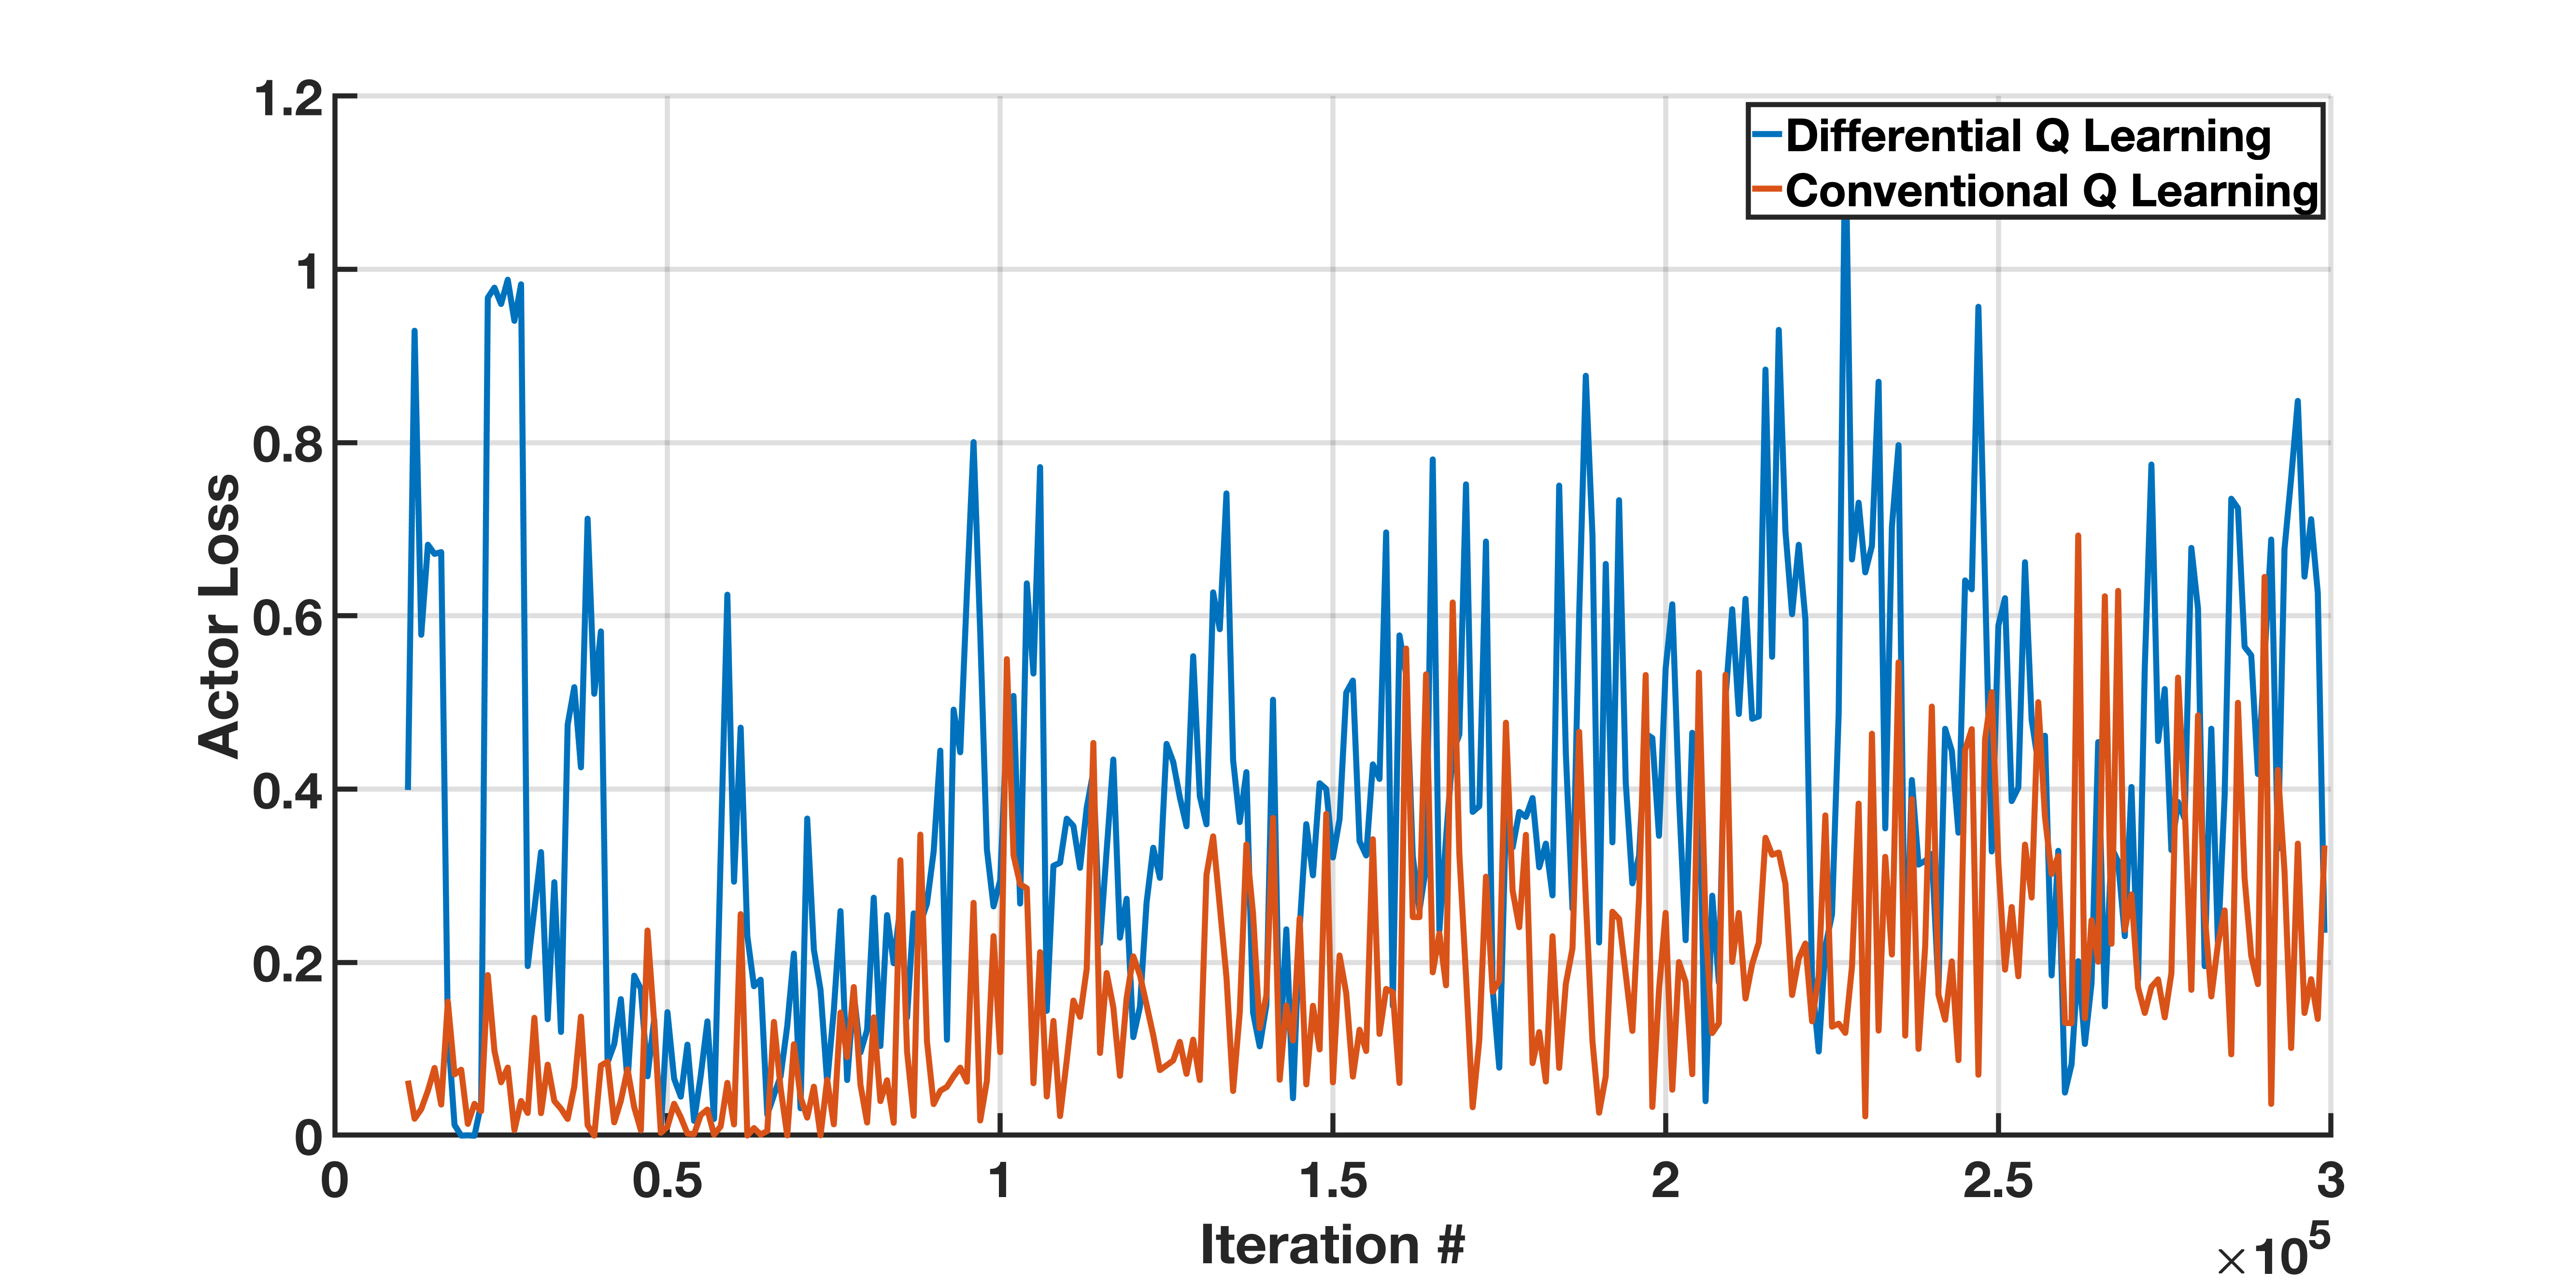 1.2
1
0.8
0.6
0.4
0.2
0
Actor Loss
Differential Q Learning
Conventional Q Learning
0 0.5 1 1.5 2 2.5 3
Iteration #
×10⁵